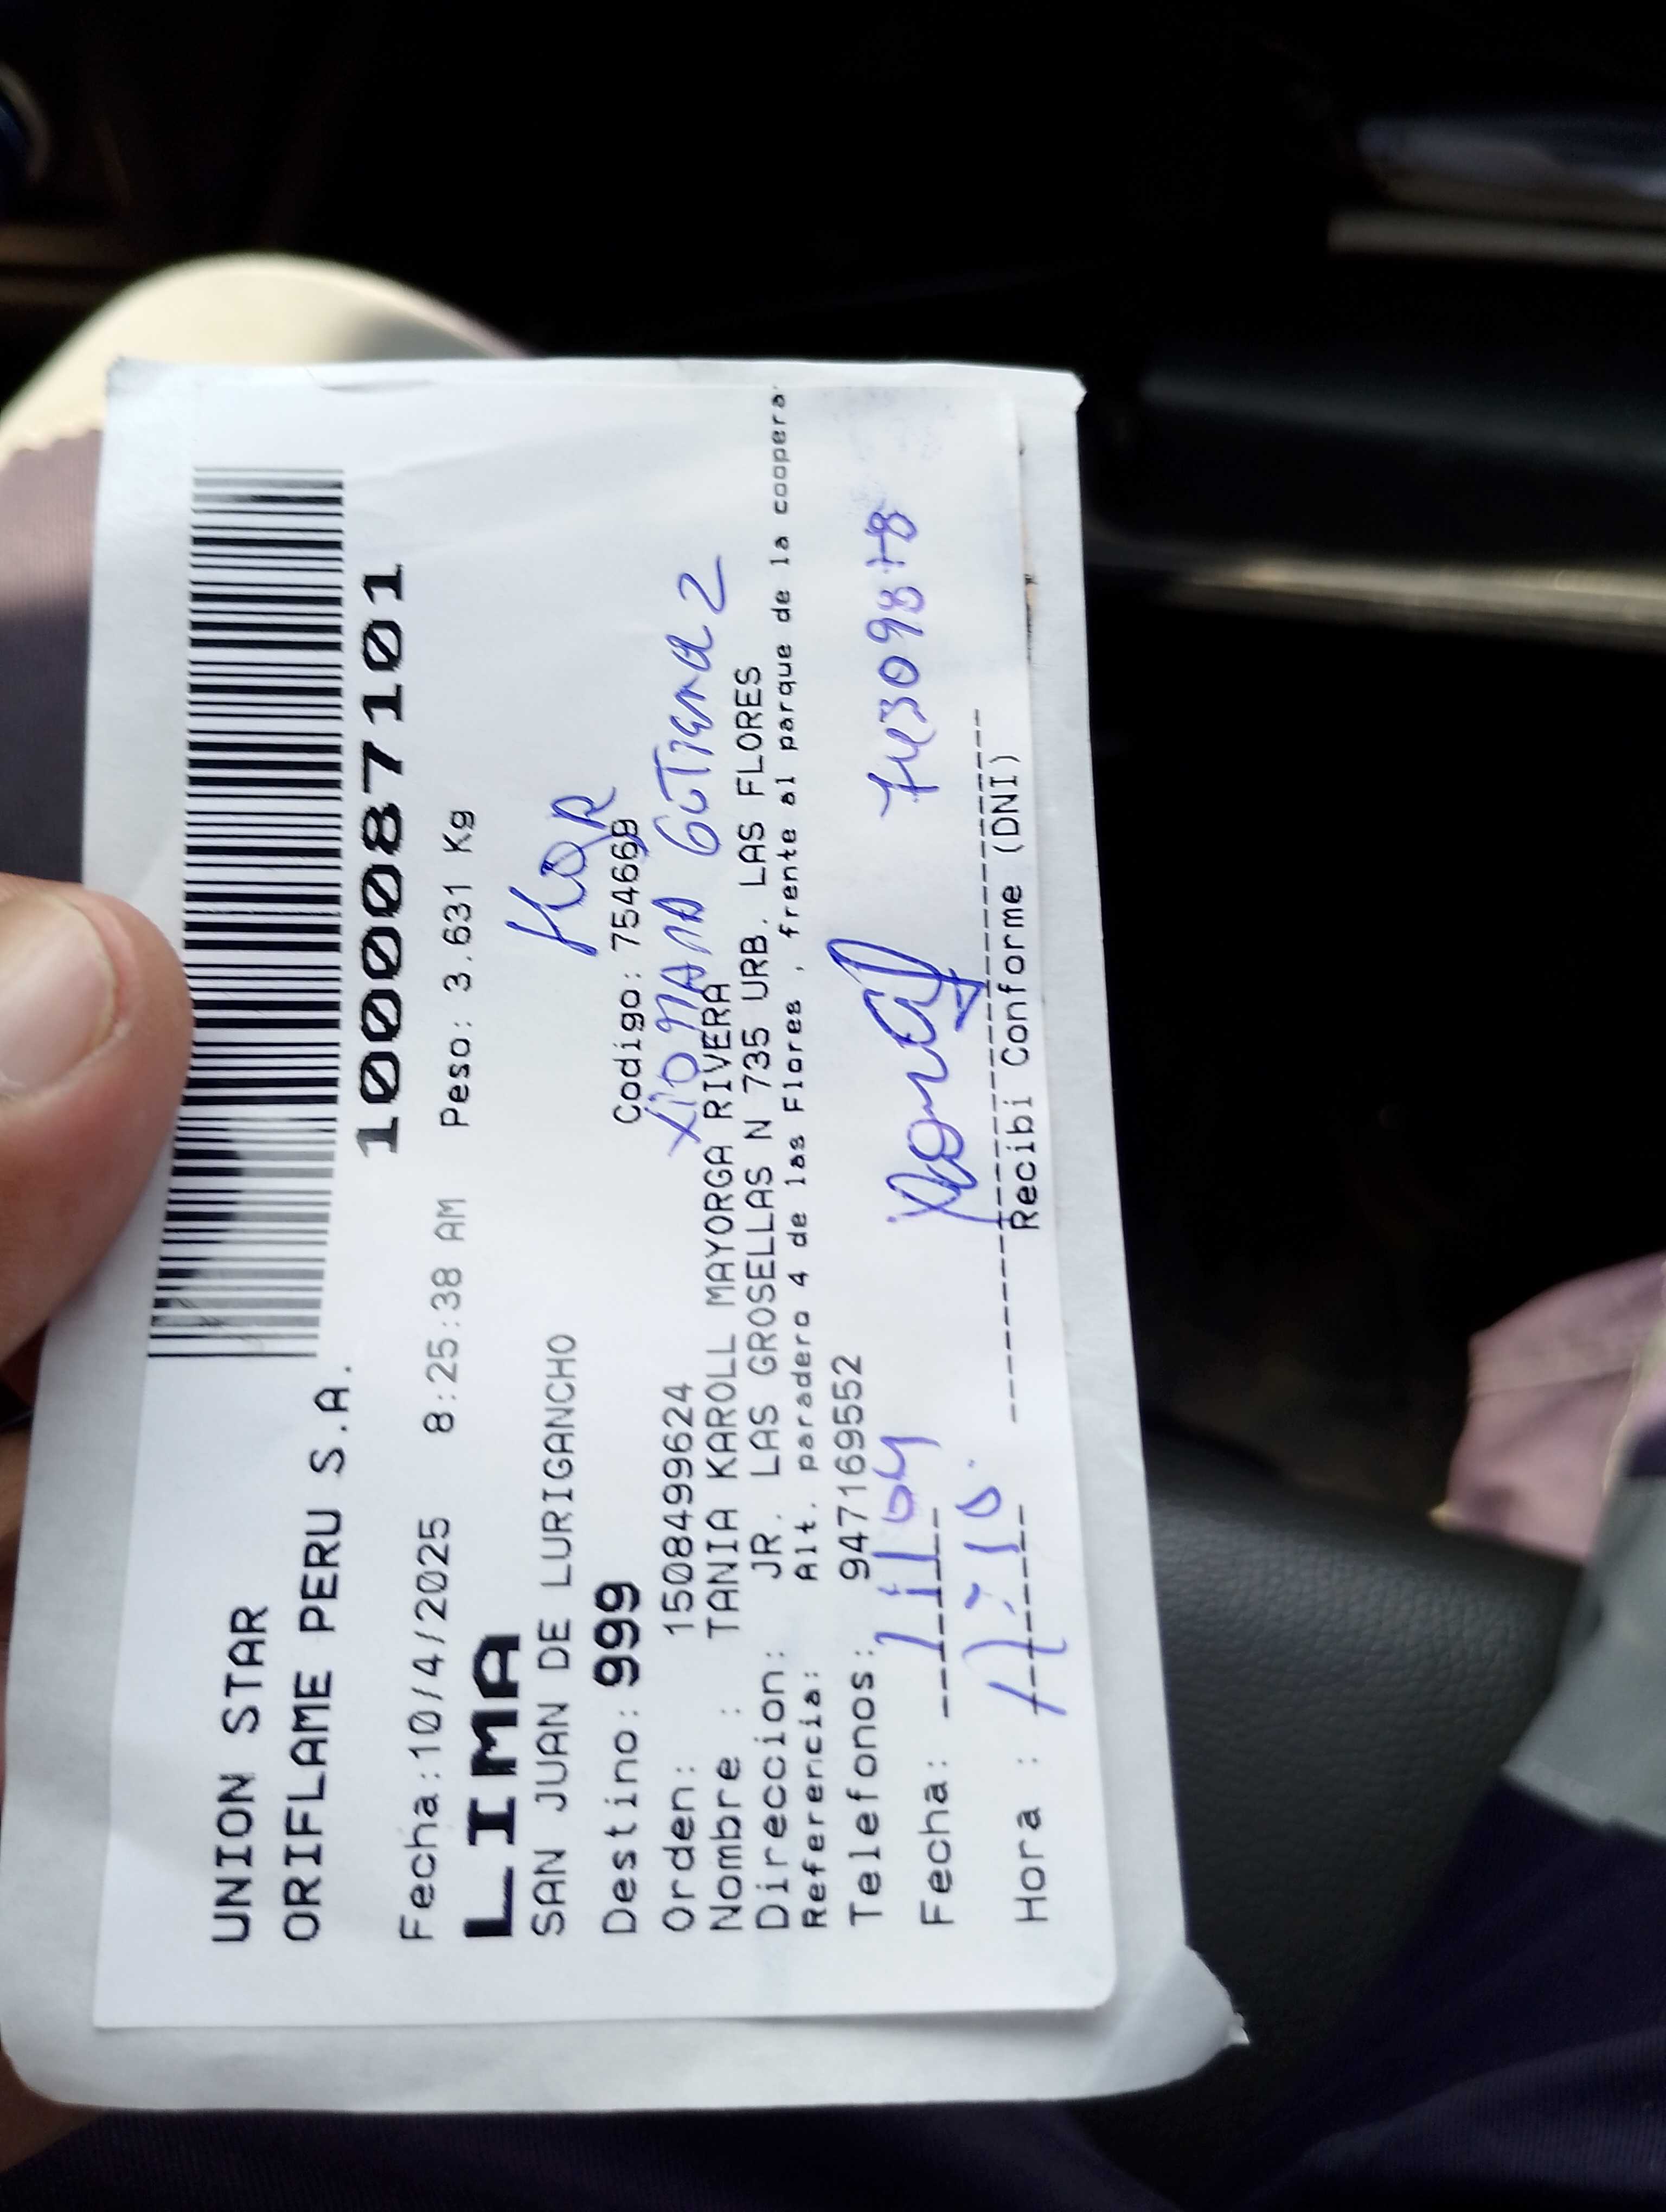 UNION STAR
ORIFLAME PERU S.A.
1000087101
Fecha:10/4/2025 8:25:38 AM Peso: 3.631 Kg
LIMA
SAN JUAN DE LURIGANCHO
Destino: 999 Codigo: 754669
Orden: 1508499624
Nombre : TANIA KAROLL MAYORGA RIVERA
Direccion: JR. LAS GROSELLAS N 735 URB. LAS FLORES
Referencia: Alt. paradero 4 de las Flores , frente al parque de la coopera
Telefonos: 947169552
Fecha: 11/04
Hora :
Recibi Conforme (DNI)